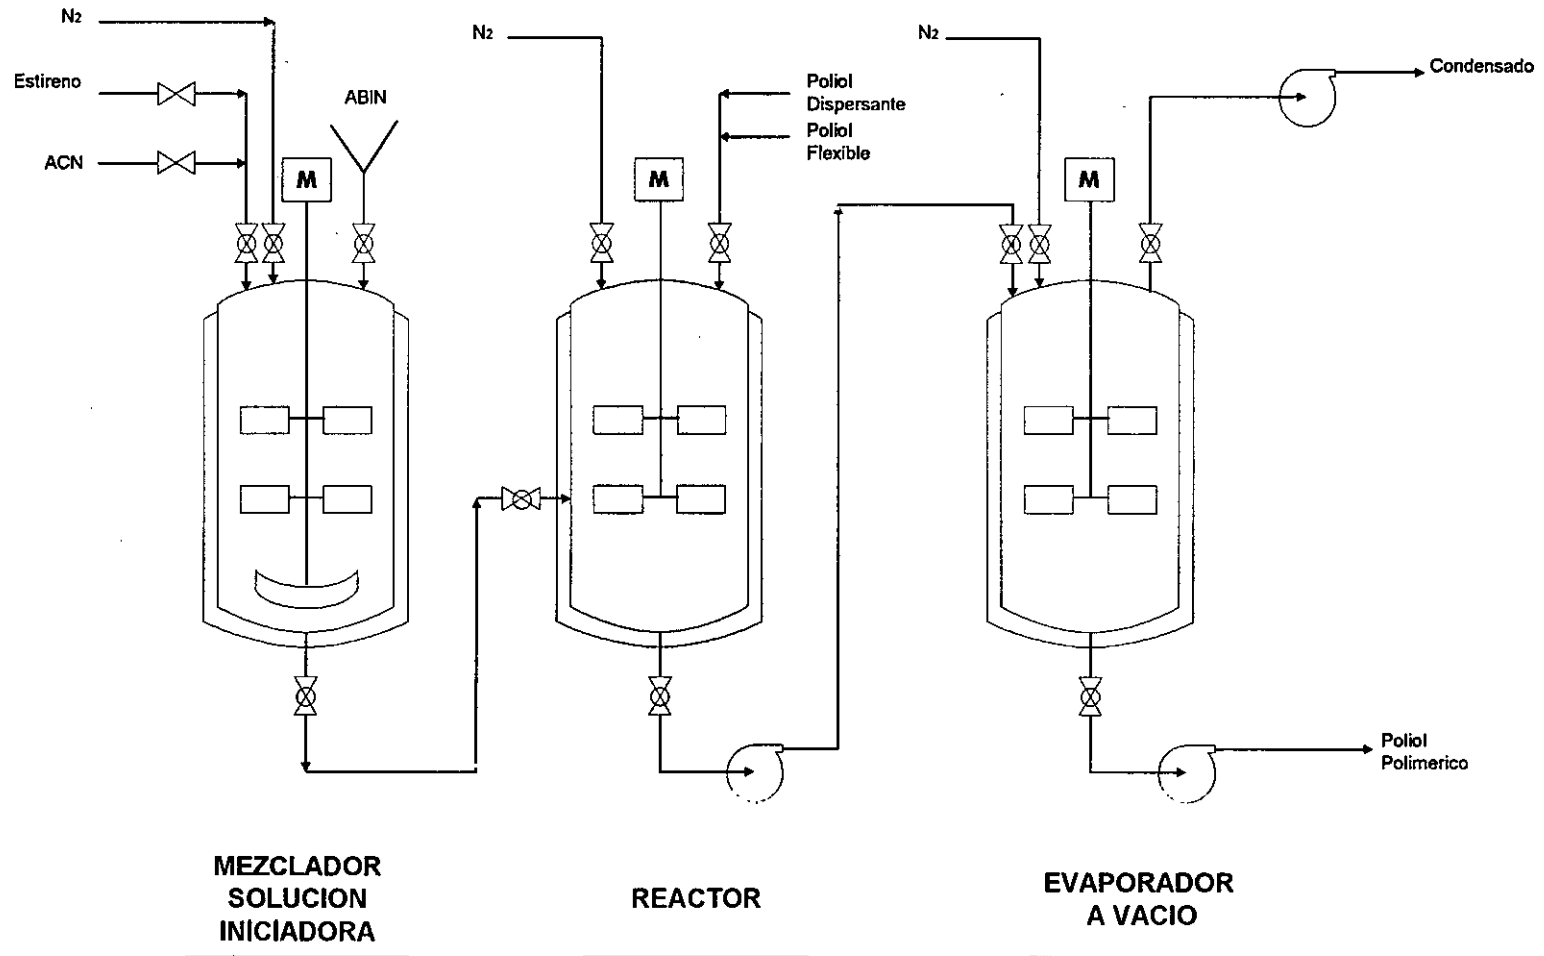 N2
Estireno
ACN
ABIN
M
N2
Poliol
Dispersante
Poliol
Flexible
M
N2
M
Condensado
Poliol
Polimerico
MEZCLADOR
SOLUCION
INICIADORA
REACTOR
EVAPORADOR
A VACIO